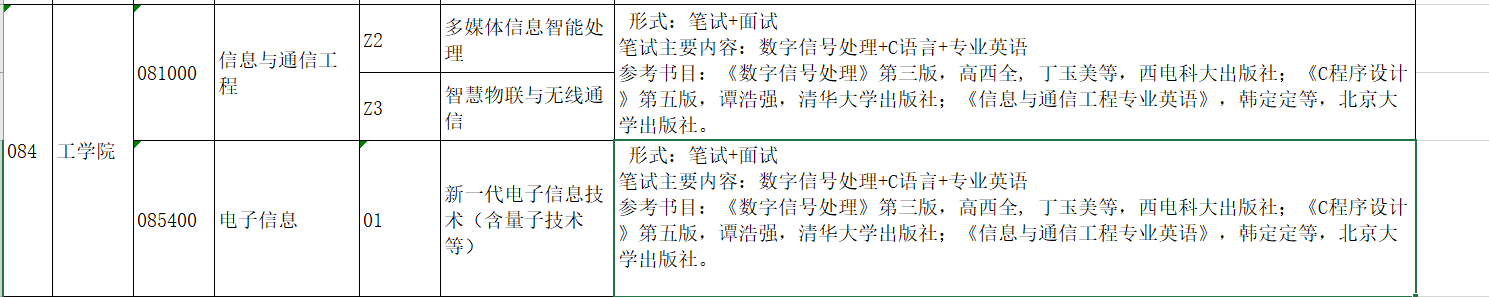 084
工学院
081000
信息与通信工
程
Z2
多媒体信息智能处
理
Z3
智慧物联与无线通
信
形式：笔试+面试
笔试主要内容：数字信号处理+C语言+专业英语
参考书目：《数字信号处理》第三版，高西全, 丁玉美等，西电科大出版社；《C程序设计
》第五版，谭浩强，清华大学出版社；《信息与通信工程专业英语》，韩定定等，北京大
学出版社。
085400
电子信息
01
新一代电子信息技
术（含量子技术
等）
形式：笔试+面试
笔试主要内容：数字信号处理+C语言+专业英语
参考书目：《数字信号处理》第三版，高西全, 丁玉美等，西电科大出版社；《C程序设计
》第五版，谭浩强，清华大学出版社；《信息与通信工程专业英语》，韩定定等，北京大
学出版社。